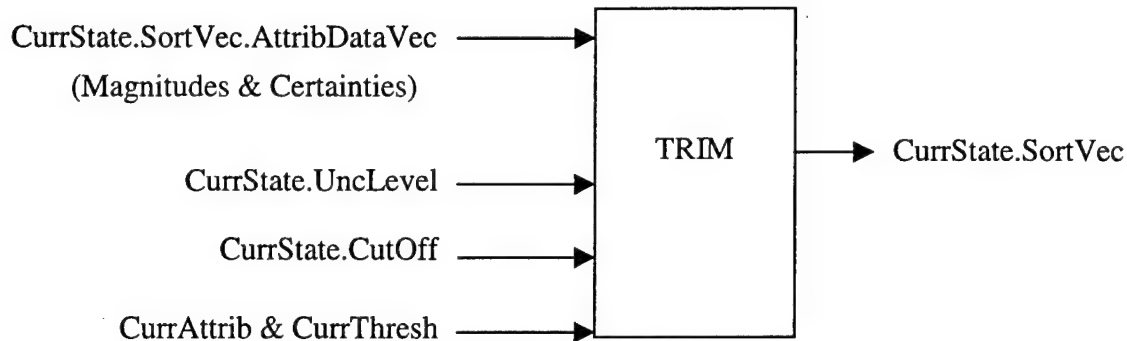 CurrState.SortVec.AttribDataVec
(Magnitudes & Certainties)
TRIM
CurrState.SortVec
CurrState.UncLevel
CurrState.CutOff
CurrAttrib & CurrThresh